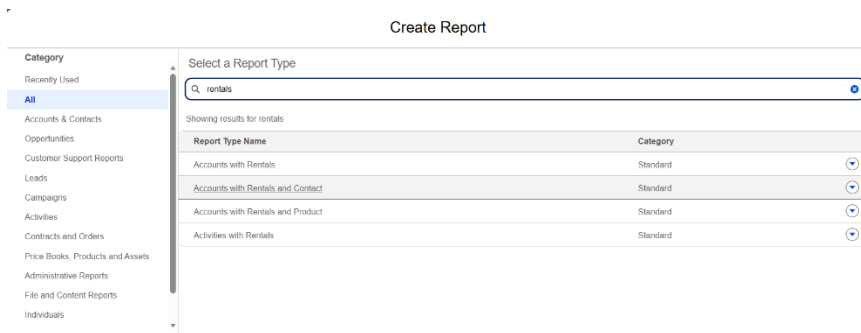 Create Report
Category
Recently Used
All
Accounts & Contacts
Opportunities
Customer Support Reports
Leads
Campaigns
Activities
Contracts and Orders
Price Books, Products and Assets
Administrative Reports
File and Content Reports
Individuals
Select a Report Type
rentals
Showing results for rentals
Report Type Name Category
Accounts with Rentals Standard
Accounts with Rentals and Contact Standard
Accounts with Rentals and Product Standard
Activities with Rentals Standard